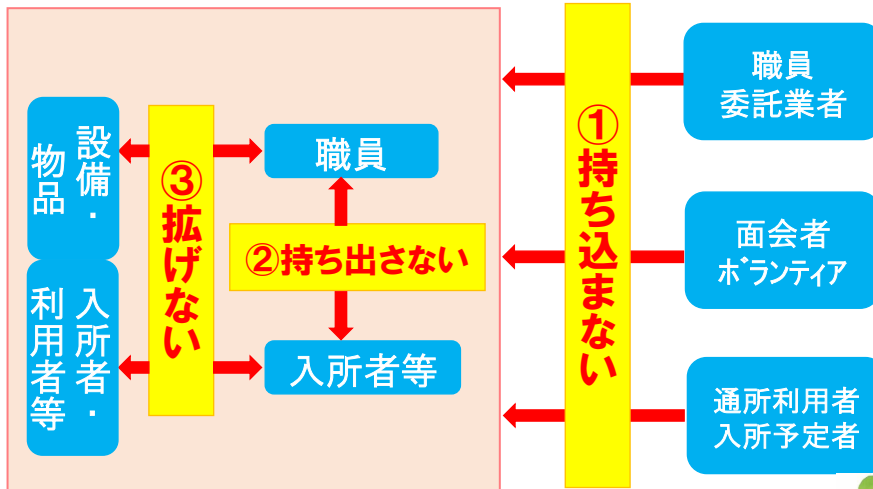 設備・
物品
入所者・
利用者等
③拡げない
職員
②持ち出さない
入所者等
①持ち込まない
職員
委託業者
面会者
ボランティア
通所利用者
入所予定者